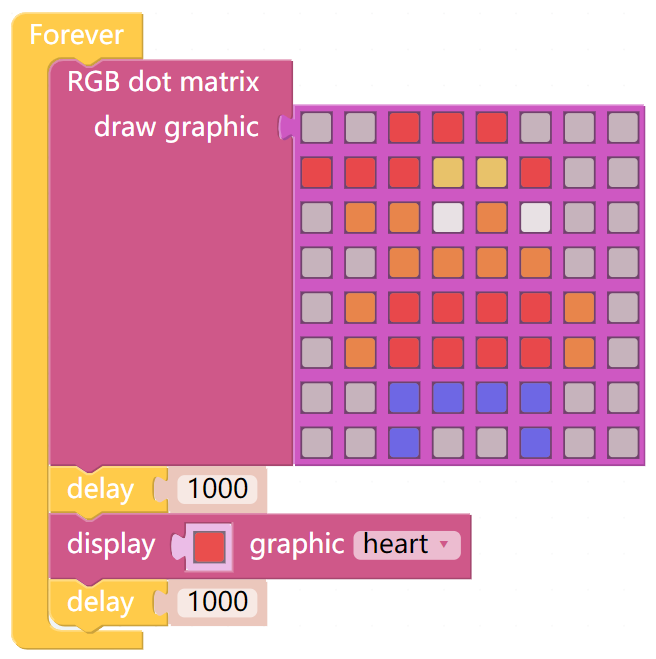 Forever
RGB dot matrix
draw graphic
delay 1000
display graphic heart
delay 1000